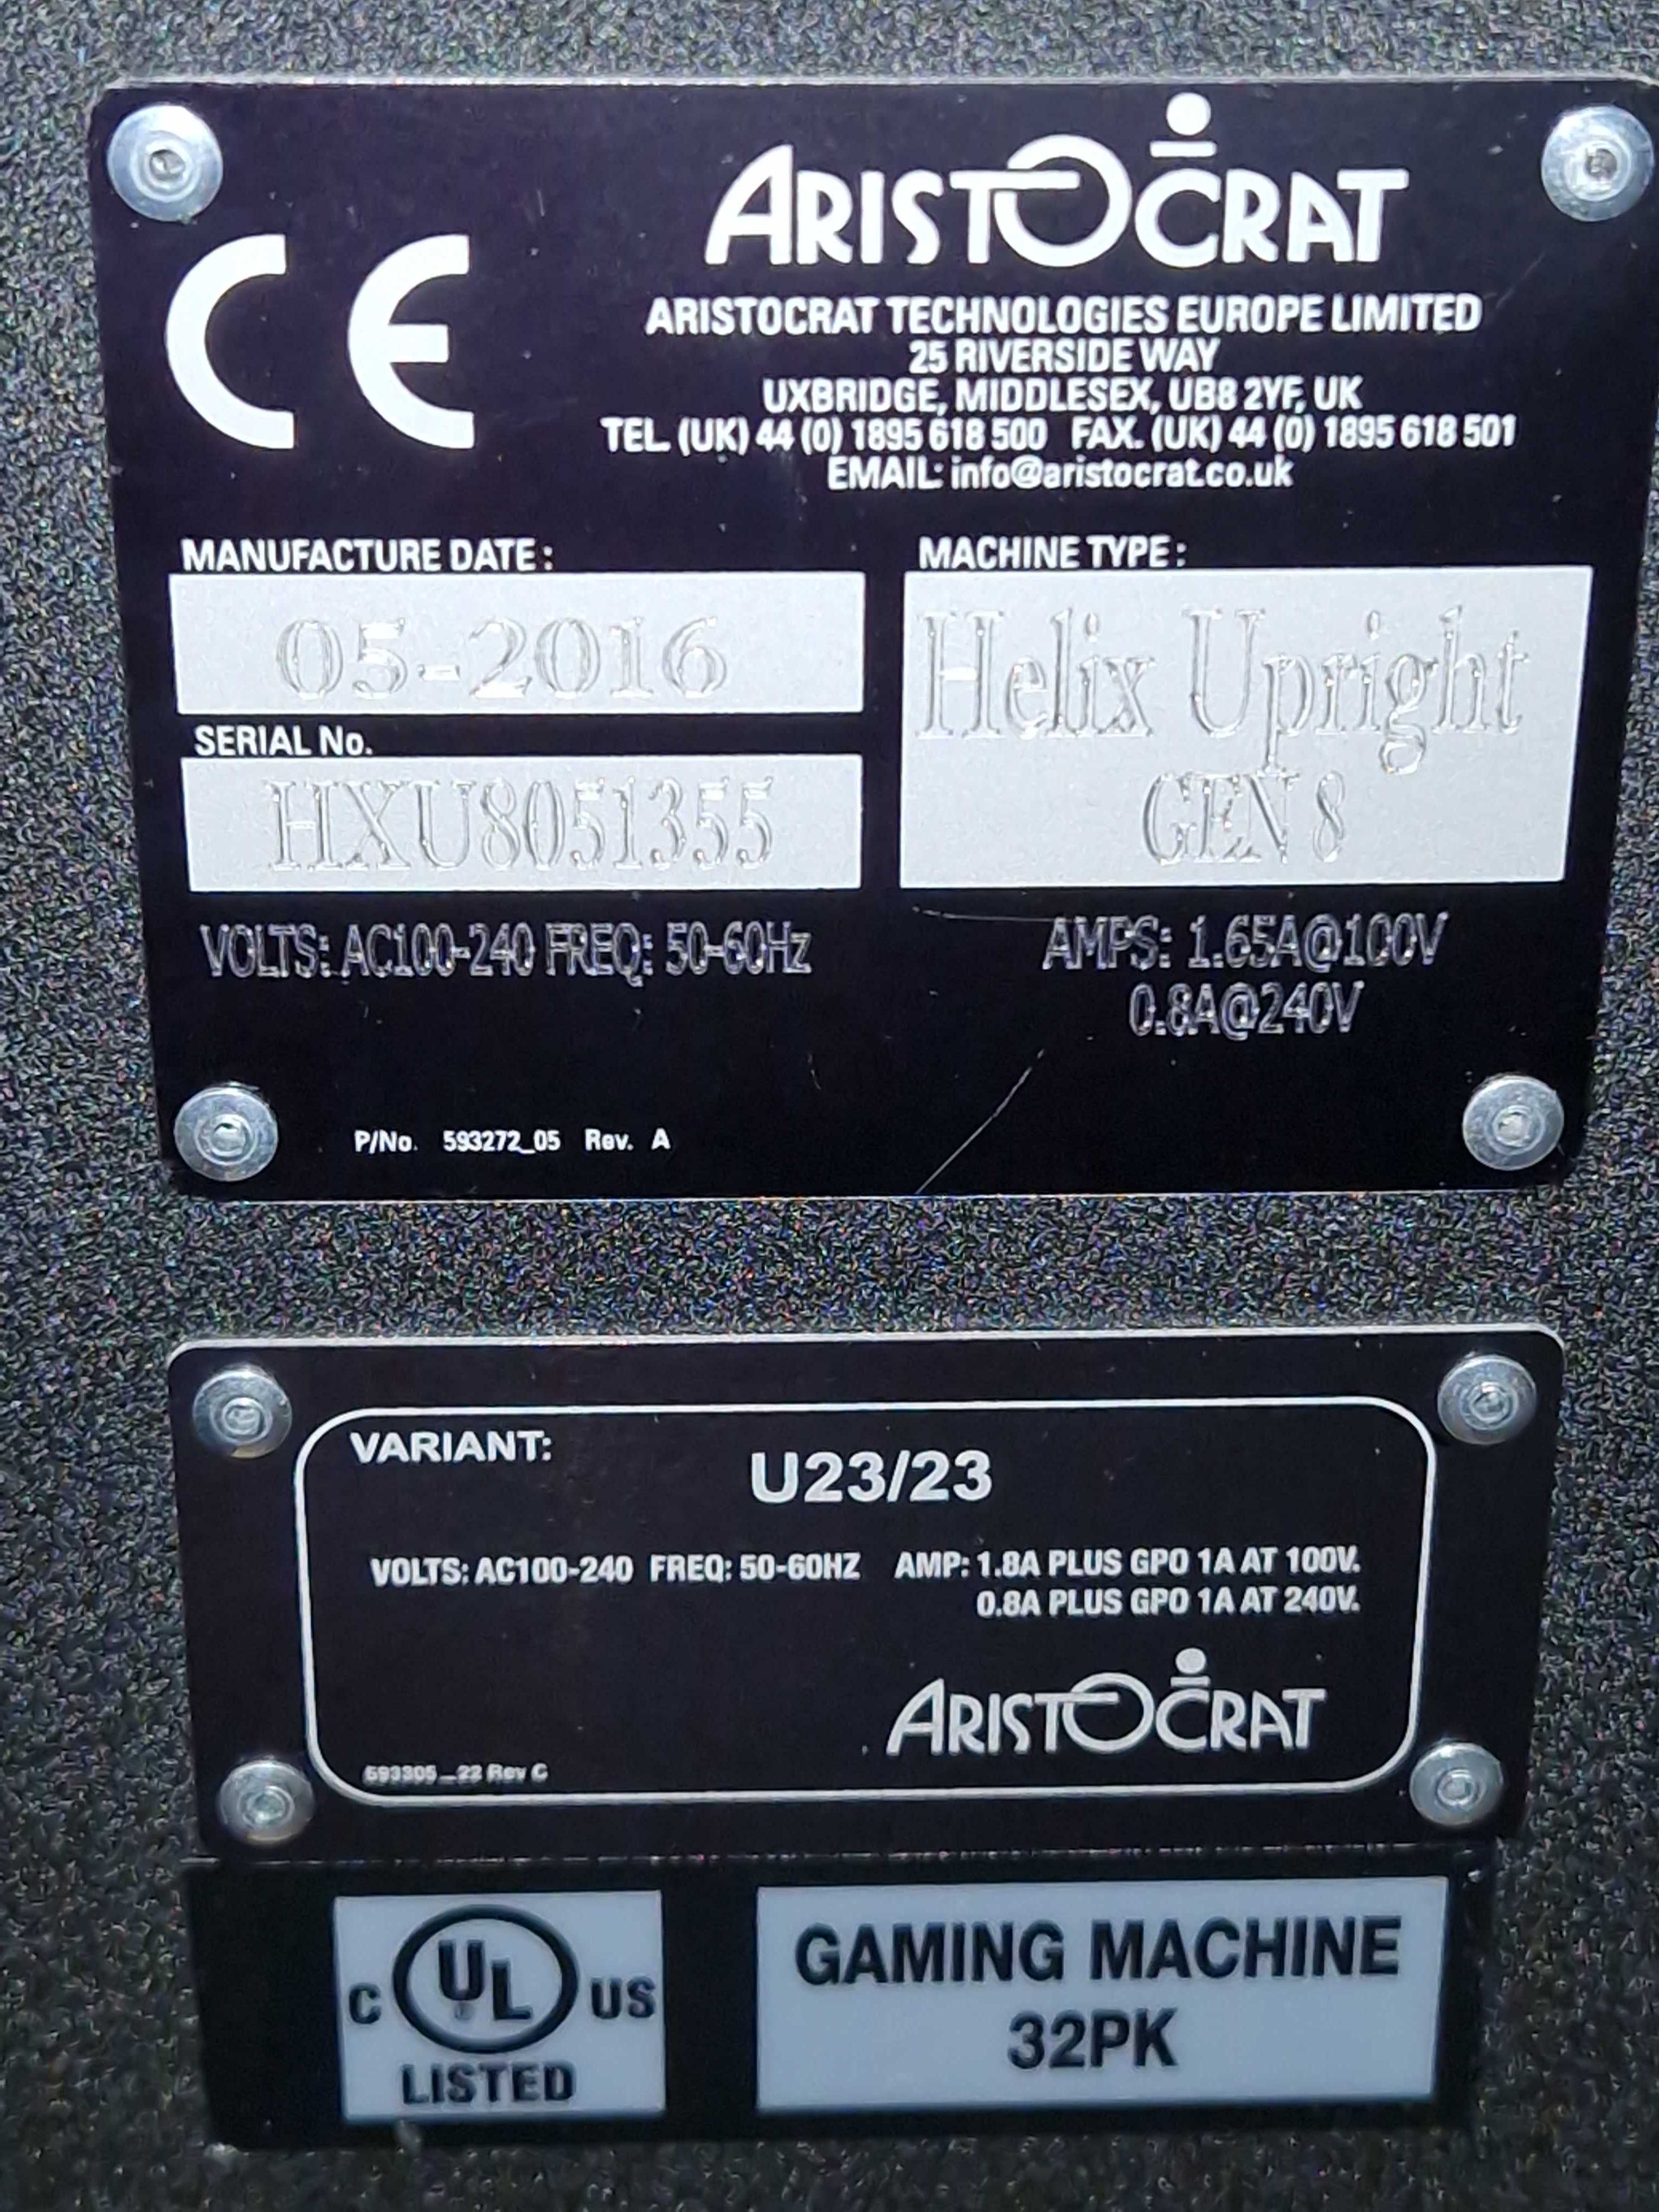 CE
ARISTOCRAT
ARISTOCRAT TECHNOLOGIES EUROPE LIMITED
25 RIVERSIDE WAY
UXBRIDGE, MIDDLESEX, UB8 2YF, UK
TEL. (UK) 44 (0) 1895 618 500 FAX. (UK) 44 (0) 1895 618 501
EMAIL: info@aristocrat.co.uk
MANUFACTURE DATE :
05-2016
SERIAL No.
HXU8051355
MACHINE TYPE :
Helix Upright
GEN 8
VOLTS: AC100-240 FREQ: 50-60Hz
AMPS: 1.65A@100V
0.8A@240V
P/No. 593272_05 Rev. A
VARIANT:
U23/23
VOLTS: AC100-240 FREQ: 50-60HZ AMP: 1.8A PLUS GPO 1A AT 100V.
0.8A PLUS GPO 1A AT 240V.
ARISTOCRAT
593305_22 Rev C
C UL US
LISTED
GAMING MACHINE
32PK